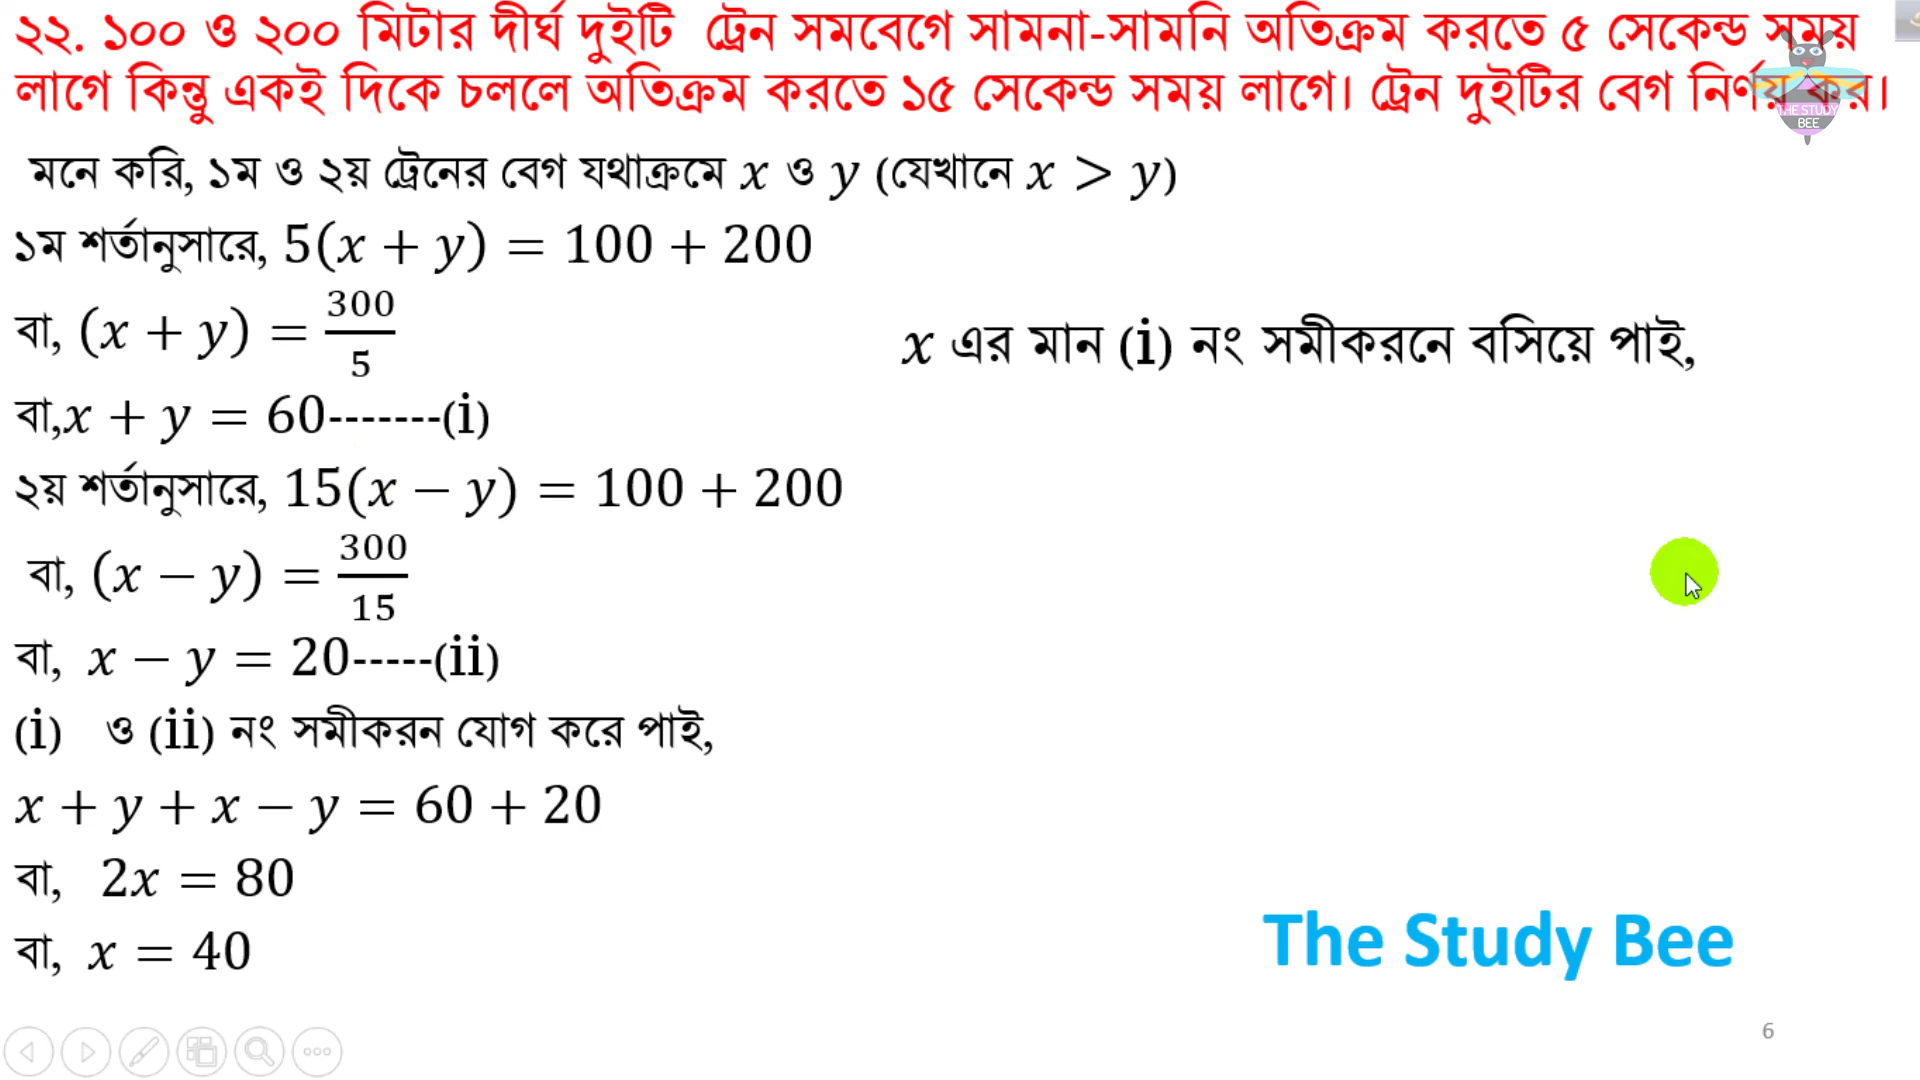 ২২. ১০০ ও ২০০ মিটার দীর্ঘ দুইটি ট্রেন সমবেগে সামনা-সামনি অতিক্রম করতে ৫ সেকেন্ড সময়
লাগে কিন্তু একই দিকে চললে অতিক্রম করতে ১৫ সেকেন্ড সময় লাগে। ট্রেন দুইটির বেগ নির্ণয় কর।
THE STUDY
BEE
মনে করি, ১ম ও ২য় ট্রেনের বেগ যথাক্রমে x ও y (যেখানে x > y)
১ম শর্তানুসারে, 5(x + y) = 100 + 200
বা, (x + y) = 300/5
বা,x + y = 60-------(i)
২য় শর্তানুসারে, 15(x − y) = 100 + 200
বা, (x − y) = 300/15
বা, x − y = 20-----(ii)
(i) ও (ii) নং সমীকরন যোগ করে পাই,
x + y + x − y = 60 + 20
বা, 2x = 80
বা, x = 40
x এর মান (i) নং সমীকরনে বসিয়ে পাই,
The Study Bee
6